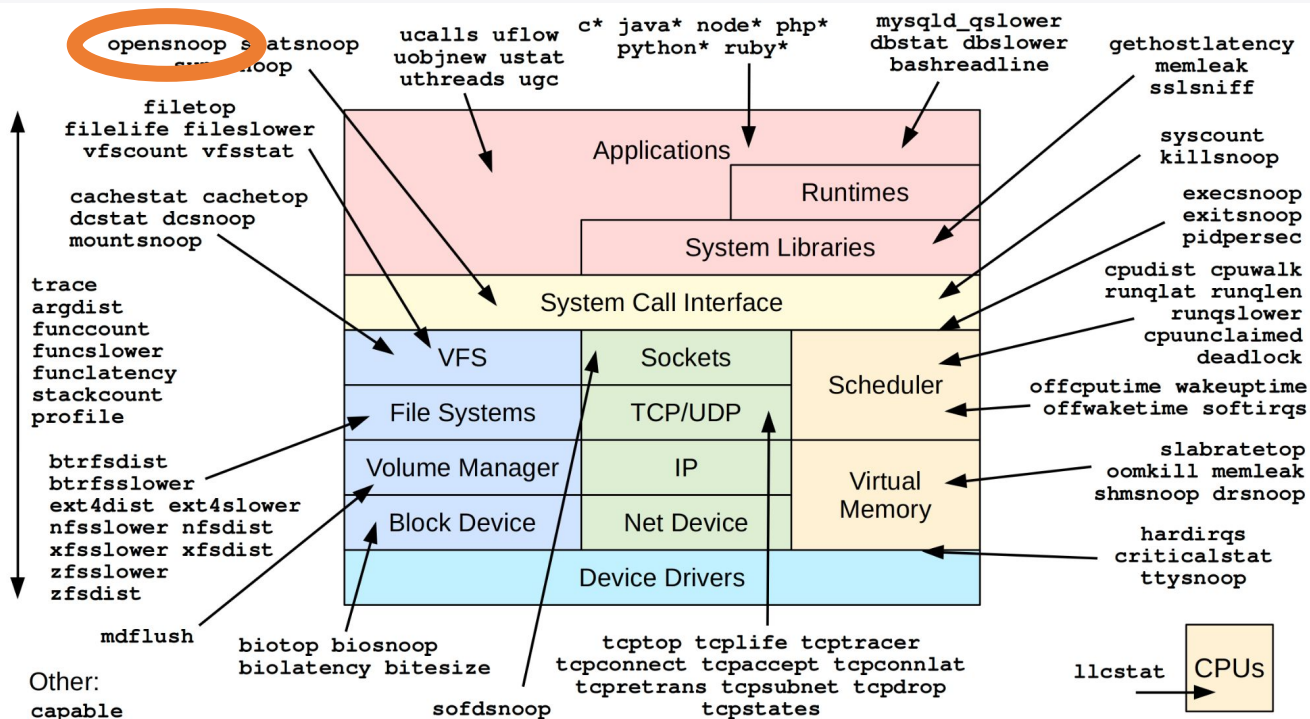 opensnoop statsnoop
ucalls uflow
uobjnew ustat
uthreads ugc
c* java* node* php*
python* ruby*
mysqld_qslower
dbstat dbslower
bashreadline
gethostlatency
memleak
sslsniff
filetop
filelife fileslower
vfscount vfsstat
syscount
killsnoop
cachestat cachetop
dcstat dcsnoop
mountsnoop
execsnoop
exitsnoop
pidpersec
Applications
Runtimes
System Libraries
System Call Interface
trace
argdist
funccount
funcslower
funclatency
stackcount
profile
cpudist cpuwalk
runqlat runqlen
runqslower
cpuunclaimed
deadlock
VFS
Sockets
Scheduler
File Systems
TCP/UDP
offcputime wakeuptime
offwaketime softirqs
Volume Manager
IP
Virtual
Memory
Block Device
Net Device
slabratetop
oomkill memleak
shmsnoop drsnoop
btrfsdist
btrfsslower
ext4dist ext4slower
nfsslower nfsdist
xfsslower xfsdist
zfsslower
zfsdist
hardirqs
criticalstat
ttysnoop
Device Drivers
mdflush
biotop biosnoop
biolatency bitesize
sofdsnoop
tcptop tcplife tcptracer
tcpconnect tcpaccept tcpconnlat
tcpretrans tcpsubnet tcpdrop
tcpstates
llcstat
CPUs
Other:
capable